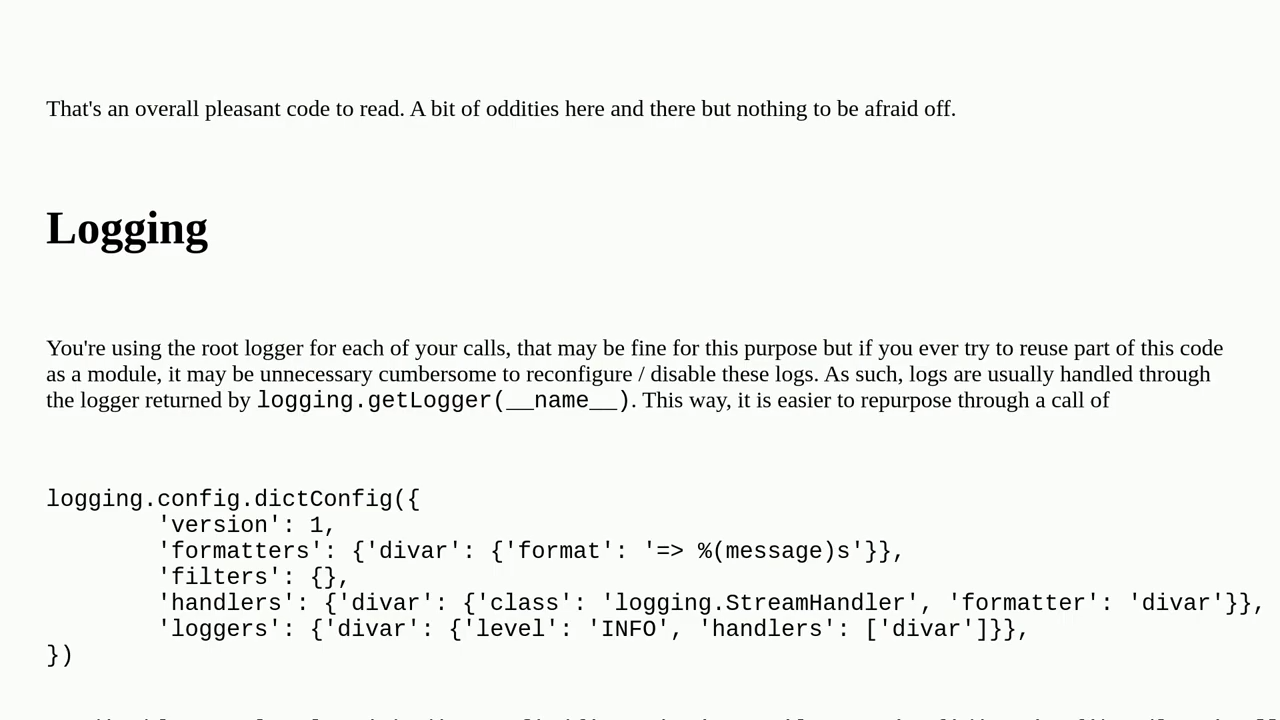 That's an overall pleasant code to read. A bit of oddities here and there but nothing to be afraid off.
Logging
You're using the root logger for each of your calls, that may be fine for this purpose but if you ever try to reuse part of this code
as a module, it may be unnecessary cumbersome to reconfigure / disable these logs. As such, logs are usually handled through
the logger returned by logging.getLogger(__name__). This way, it is easier to repurpose through a call of
logging.config.dictConfig({
        'version': 1,
        'formatters': {'divar': {'format': '=> %(message)s'}},
        'filters': {},
        'handlers': {'divar': {'class': 'logging.StreamHandler', 'formatter': 'divar'}},
        'loggers': {'divar': {'level': 'INFO', 'handlers': ['divar']}},
})